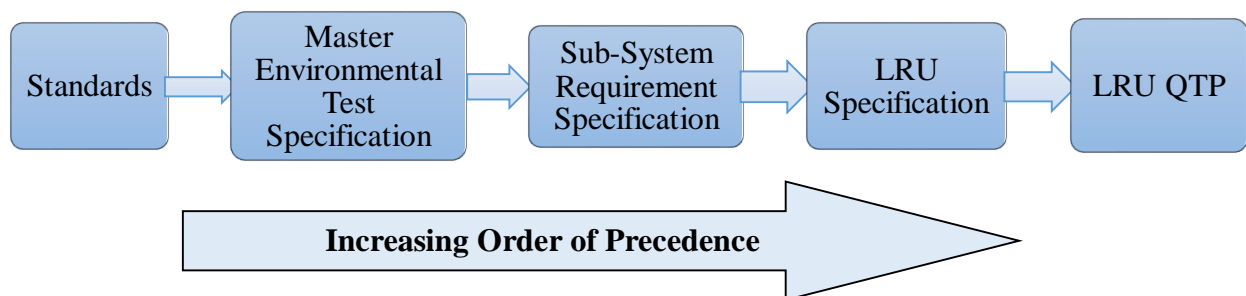 Standards
Master
Environmental
Test
Specification
Sub-System
Requirement
Specification
LRU
Specification
LRU QTP
Increasing Order of Precedence